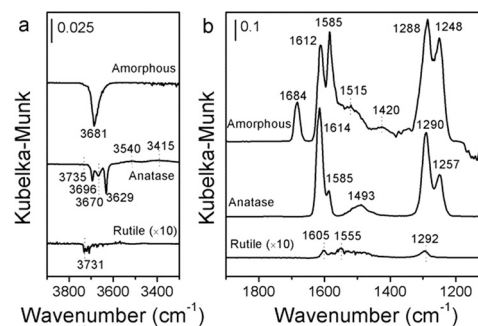 a
0.025
Amorphous
3681
3540 3415
3735
3696
3670
3629
Anatase
Rutile (×10)
3731
3900 3600 3300
Wavenumber (cm⁻¹)
Kubelka-Munk
b
0.1
1585
1612
1288 1248
1684
1515
1420
Amorphous
1614
1290
1585
1493
1257
Anatase
Rutile (×10)
1605 1555
1292
1800 1600 1400 1200
Wavenumber (cm⁻¹)
Kubelka-Munk